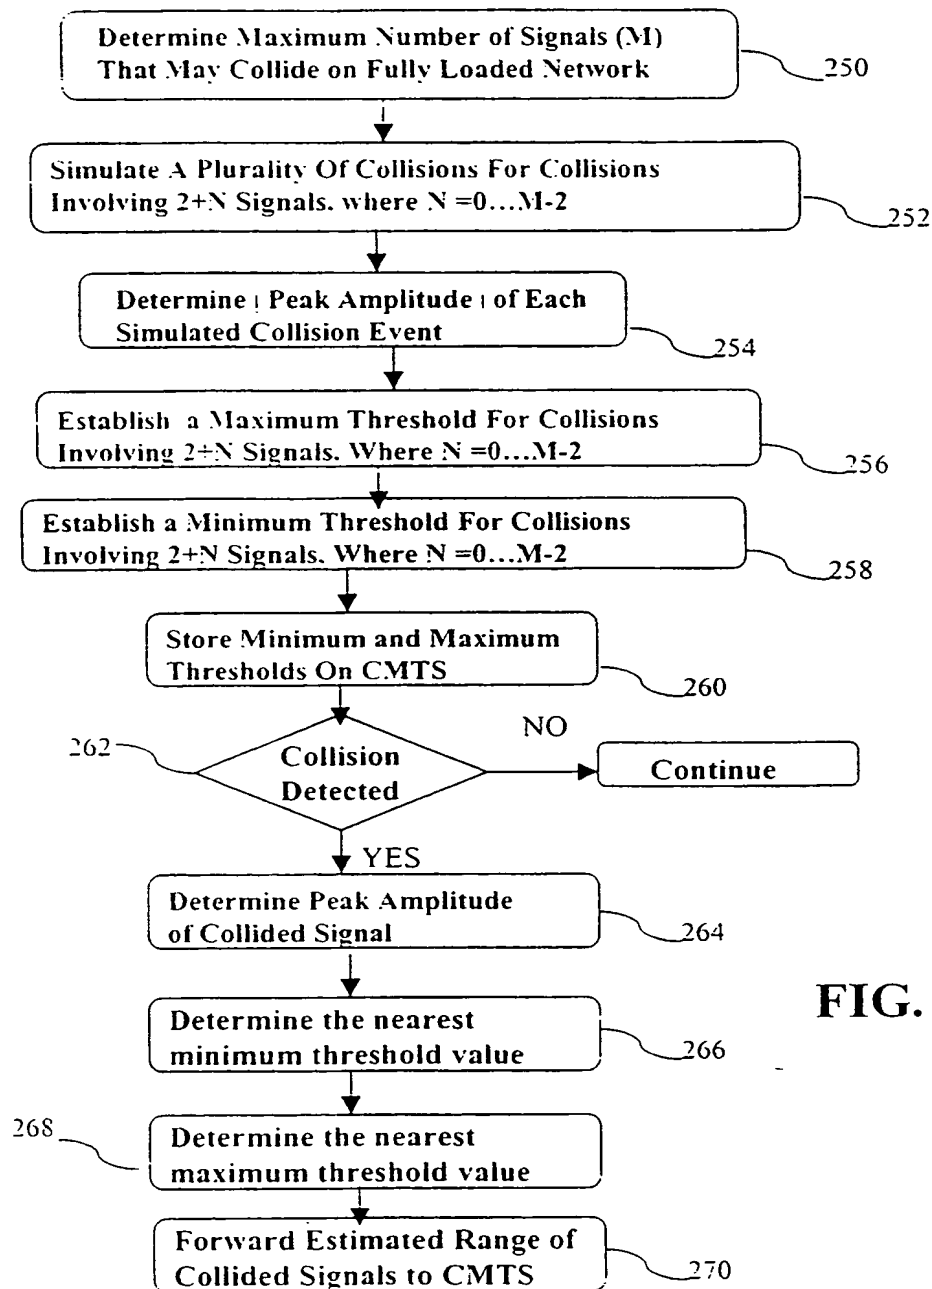 Determine Maximum Number of Signals (M)
That May Collide on Fully Loaded Network
250
Simulate A Plurality Of Collisions For Collisions
Involving 2+N Signals. where N =0...M-2
252
Determine | Peak Amplitude | of Each
Simulated Collision Event
254
Establish a Maximum Threshold For Collisions
Involving 2+N Signals. Where N =0...M-2
256
Establish a Minimum Threshold For Collisions
Involving 2+N Signals. Where N =0...M-2
258
Store Minimum and Maximum
Thresholds On CMTS
260
262
Collision
Detected
NO
Continue
YES
Determine Peak Amplitude
of Collided Signal
264
FIG.
Determine the nearest
minimum threshold value
266
268
Determine the nearest
maximum threshold value
Forward Estimated Range of
Collided Signals to CMTS
270